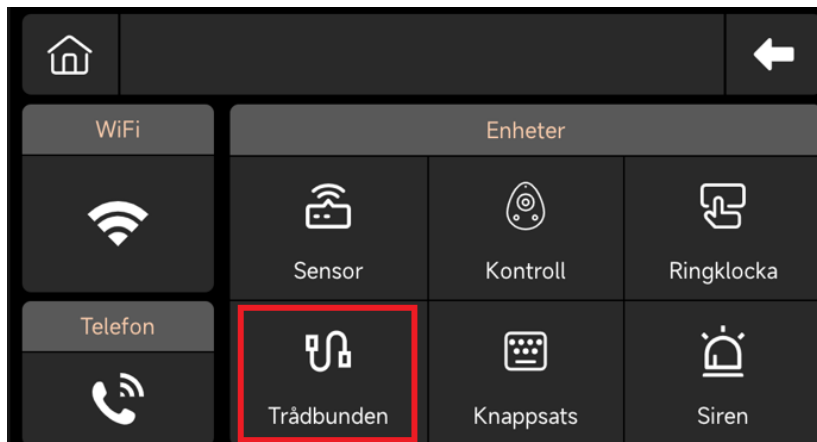 WiFi
Enheter
Sensor
Kontroll
Ringklocka
Telefon
Trådbunden
Knappsats
Siren